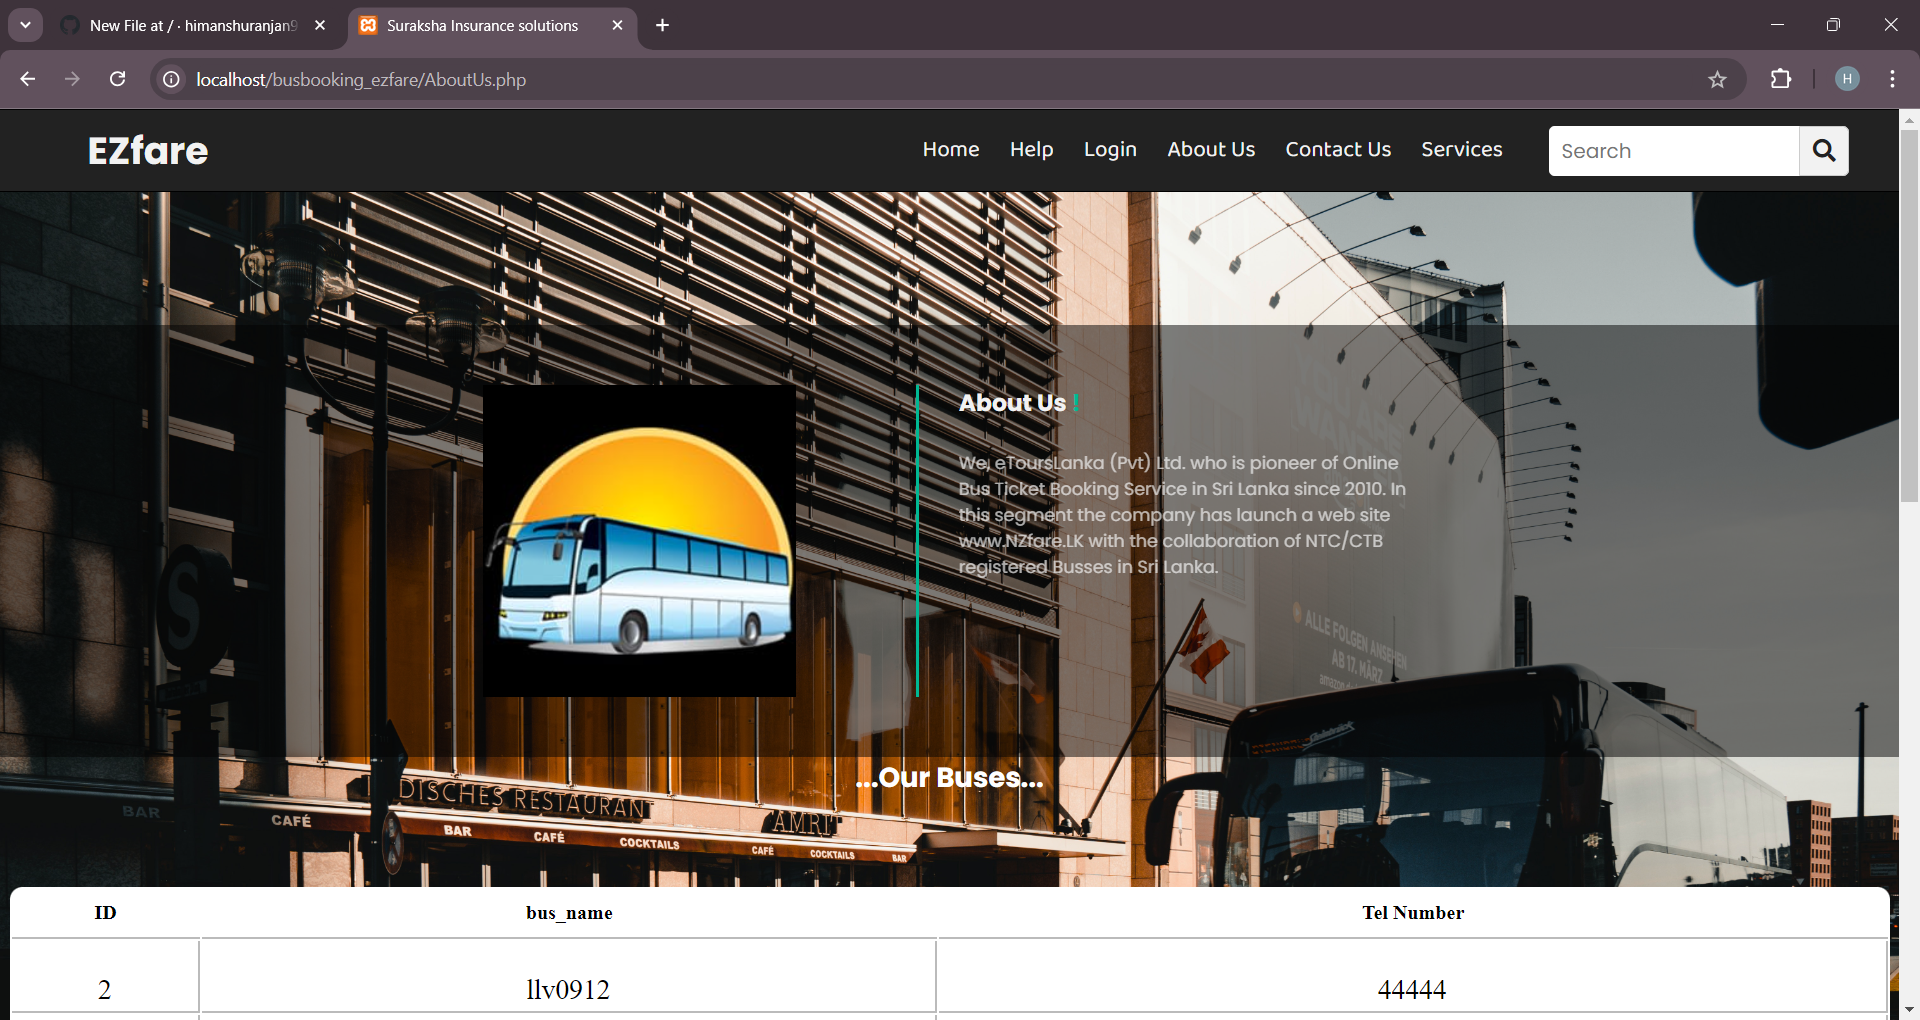 New File at / · himanshuranjan9
Suraksha Insurance solutions
localhost/busbooking_ezfare/AboutUs.php
H
EZfare
Home
Help
Login
About Us
Contact Us
Services
Search
About Us !
We, eToursLanka (Pvt) Ltd. who is pioneer of Online
Bus Ticket Booking Service in Sri Lanka since 2010. In
this segment the company has launch a web site
www.NZfare.LK with the collaboration of NTC/CTB
registered Busses in Sri Lanka.
ALLE FOLGEN ANSEHEN
AB 17. MÄRZ
...Our Buses...
DISCHES RESTAURANT
AMRIT
BAR
CAFÉ
BAR
CAFÉ
COCKTAILS
CAFÉ
COCKTAILS
BAR
ID
bus_name
Tel Number
2
llv0912
44444